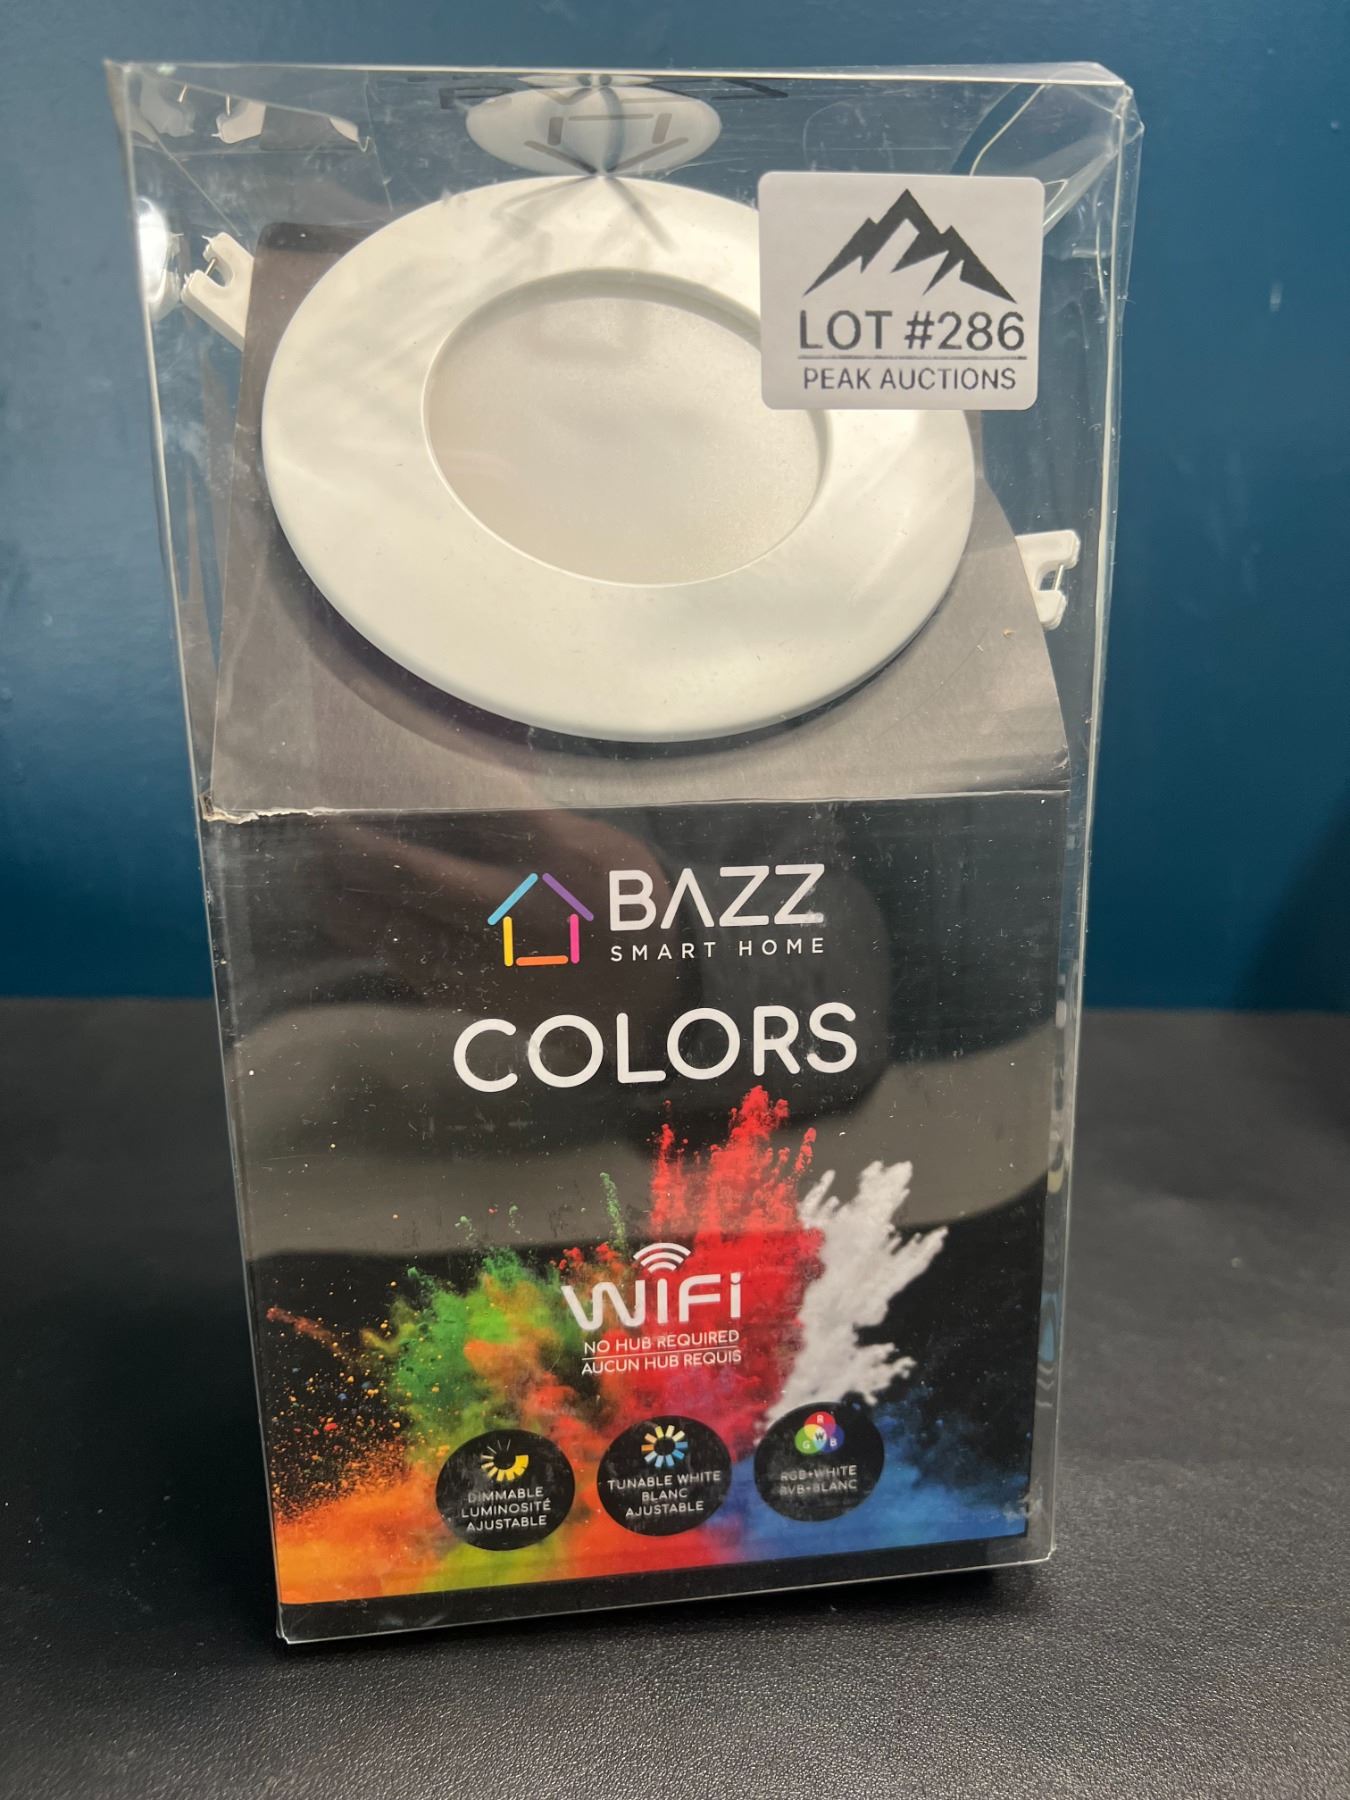 LOT #286
PEAK AUCTIONS
BAZZ
SMART HOME
COLORS
WiFi
NO HUB REQUIRED
AUCUN HUB REQUIS
DIMMABLE
LUMINOSITÉ
AJUSTABLE
TUNABLE WHITE
BLANC
AJUSTABLE
R
G W B
RGB+WHITE
RVB+BLANC